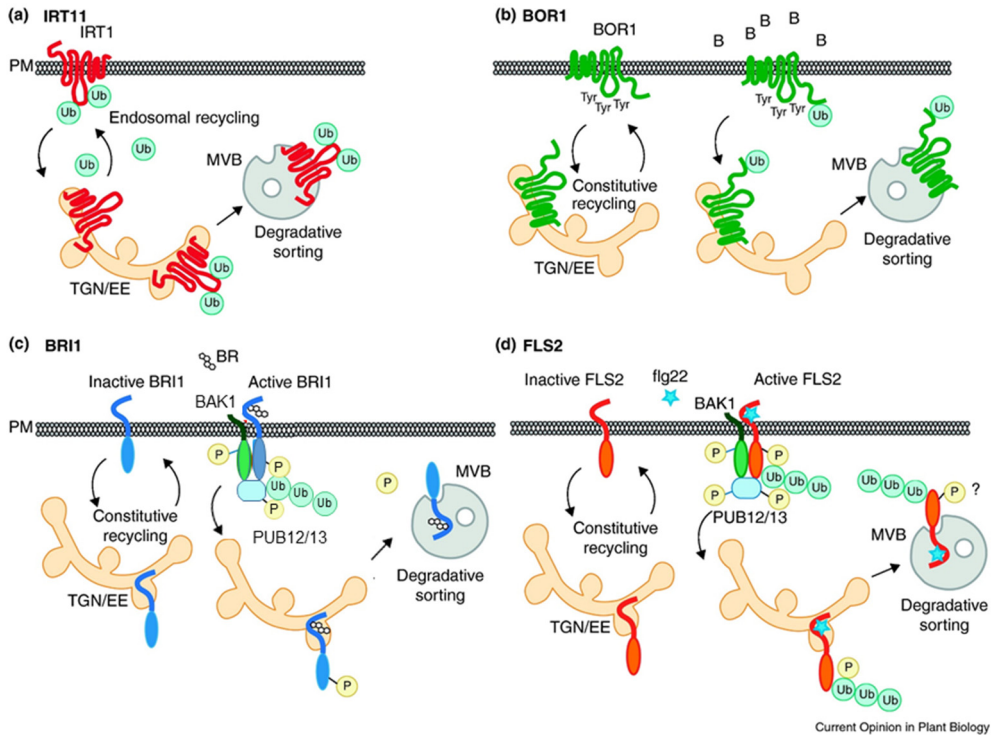 (a) IRT11
IRT1
PM
Ub
Ub
Endosomal recycling
Ub
Ub
MVB
Ub
Ub
Degradative
sorting
TGN/EE
Ub
Ub
(b) BOR1
BOR1
B
B
B
B
B
Tyr
Tyr
Tyr
Tyr
Tyr
Tyr
Ub
Ub
Ub
MVB
Constitutive
recycling
Degradative
sorting
TGN/EE
(c) BRI1
BR
Inactive BRI1
Active BRI1
BAK1
PM
P
P
Ub
Ub
Ub
P
P
MVB
Constitutive
recycling
PUB12/13
Degradative
sorting
TGN/EE
P
(d) FLS2
Inactive FLS2
flg22
Active FLS2
BAK1
P
P
Ub
Ub
Ub
P
P
PUB12/13
Ub
Ub
Ub
P
?
MVB
Constitutive
recycling
Degradative
sorting
TGN/EE
P
Ub
Ub
Ub
Current Opinion in Plant Biology